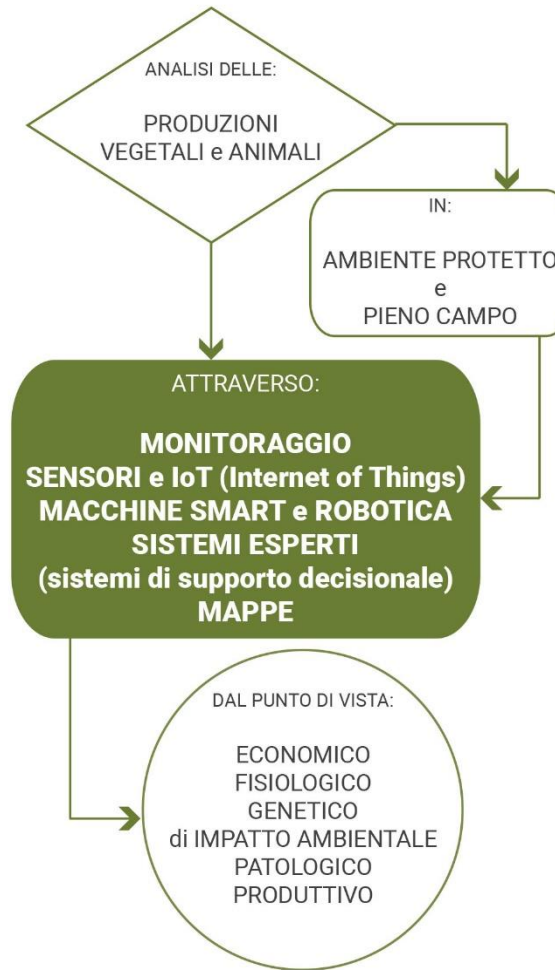 ANALISI DELLE:
PRODUZIONI
VEGETALI e ANIMALI
IN:
AMBIENTE PROTETTO
e
PIENO CAMPO
ATTRAVERSO:
MONITORAGGIO
SENSORI e IoT (Internet of Things)
MACCHINE SMART e ROBOTICA
SISTEMI ESPERTI
(sistemi di supporto decisionale)
MAPPE
DAL PUNTO DI VISTA:
ECONOMICO
FISIOLOGICO
GENETICO
di IMPATTO AMBIENTALE
PATOLOGICO
PRODUTTIVO